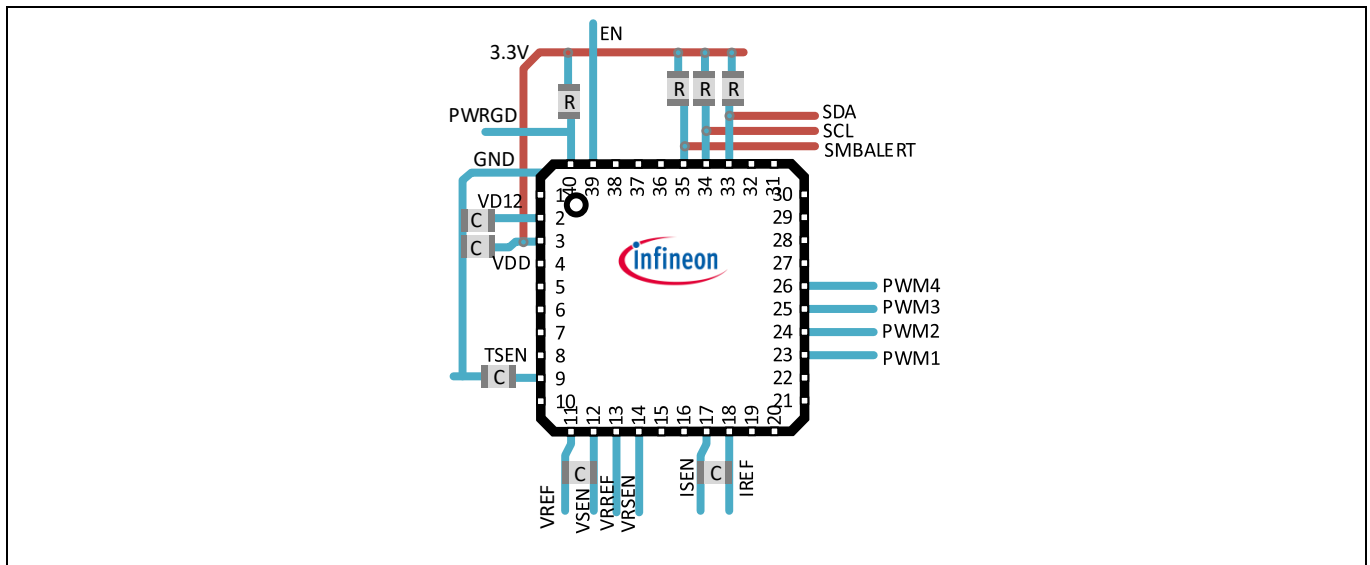 EN
3.3V
R
R
R
R
PWRGD
SDA
SCL
SMBALERT
GND
40
39
38
37
36
35
34
33
32
31
1
2
3
4
5
6
7
8
9
10
30
29
28
27
26
25
24
23
22
21
VD12
C
C
VDD
TSEN
C
infineon
PWM4
PWM3
PWM2
PWM1
11
12
13
14
15
16
17
18
19
20
C
C
VREF
VSEN
VRREF
VRSEN
ISEN
IREF